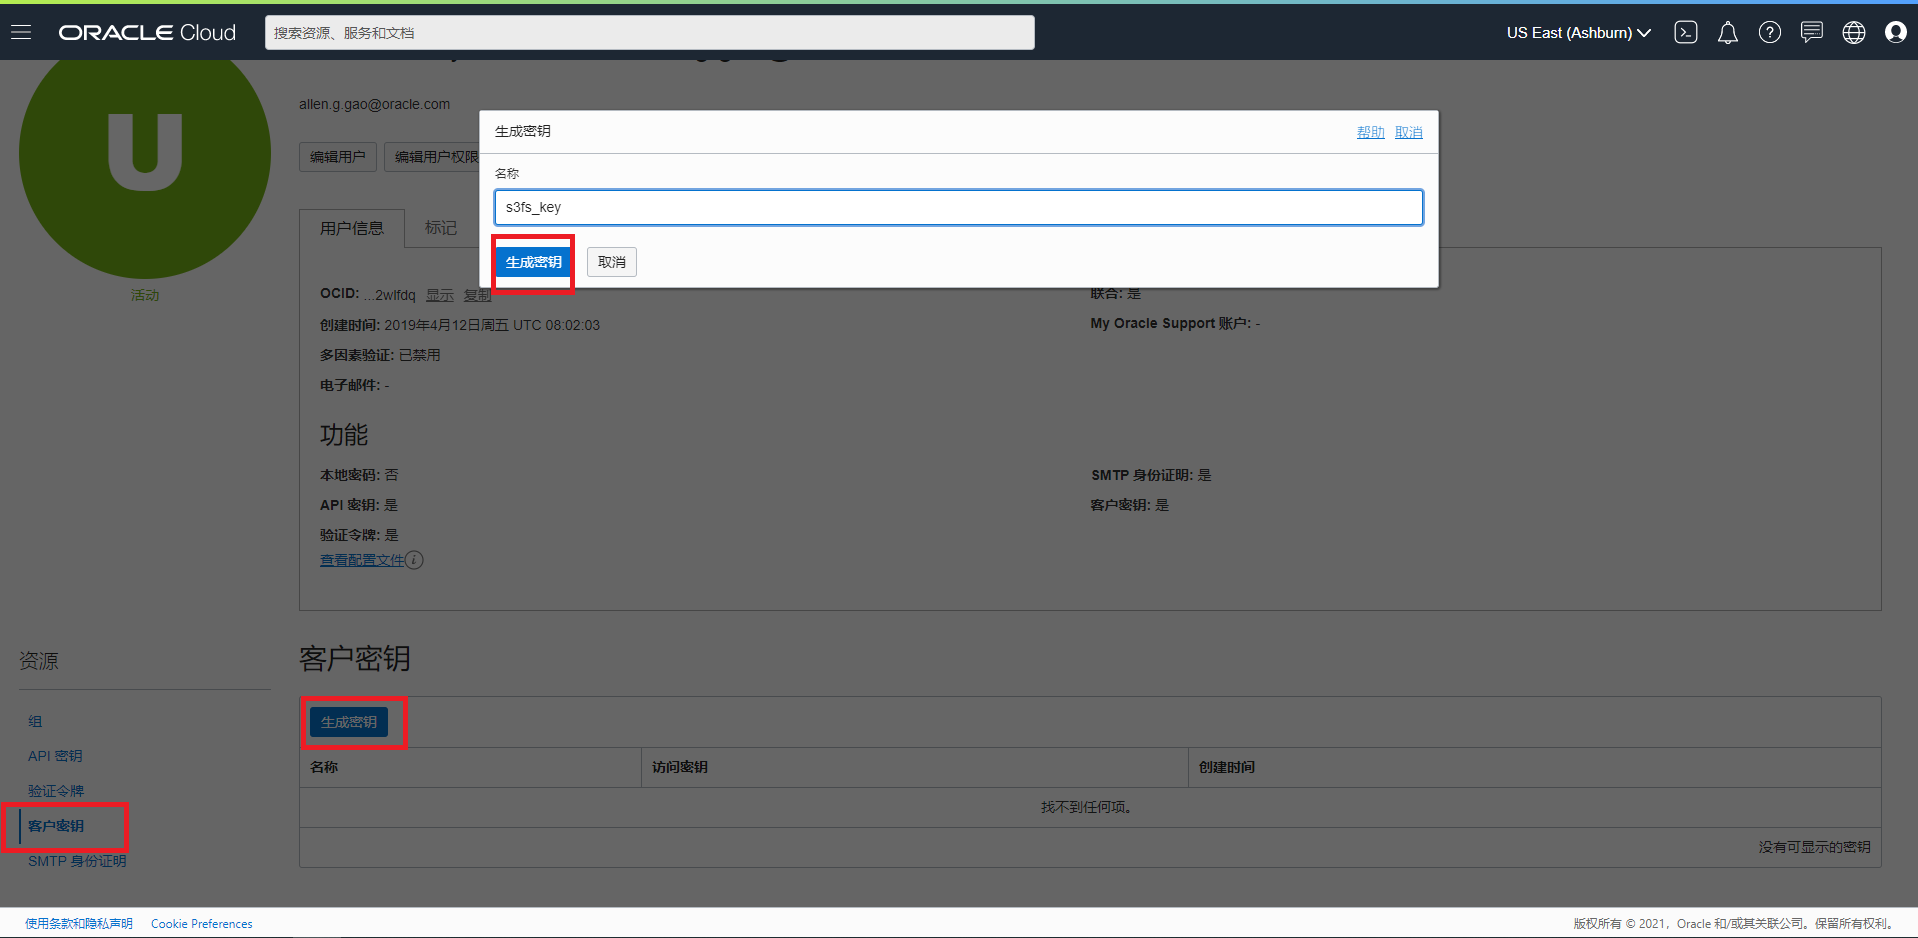 ORACLE Cloud
搜索资源、服务和文档
US East (Ashburn)
U
活动
allen.g.gao@oracle.com
编辑用户
编辑用户权限
生成密钥
帮助 取消
名称
s3fs_key
生成密钥
取消
用户信息
标记
OCID: ...2wlfdq 显示 复制
联合: 是
创建时间: 2019年4月12日周五 UTC 08:02:03
My Oracle Support 账户: -
多因素验证: 已禁用
电子邮件: -
功能
本地密码: 否
SMTP 身份证明: 是
API 密钥: 是
客户密钥: 是
验证令牌: 是
查看配置文件
资源
组
API 密钥
验证令牌
客户密钥
SMTP 身份证明
客户密钥
生成密钥
名称
访问密钥
创建时间
找不到任何项。
没有可显示的密钥
使用条款和隐私声明
Cookie Preferences
版权所有 © 2021，Oracle 和/或其关联公司。保留所有权利。